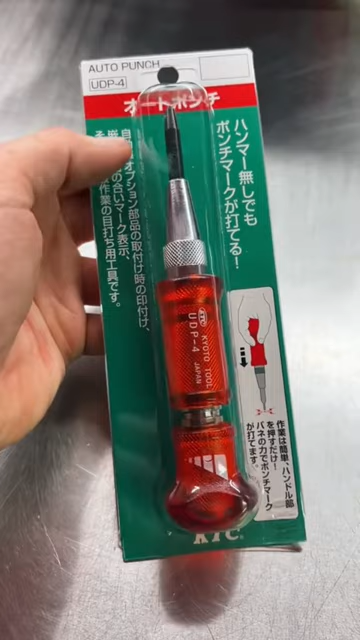 AUTO PUNCH
UDP-4
オートポンチ
ハンマー無しでも
ポンチマークが打てる!
オプション部品の取付け時の印付け、
の合いマーク表示、
作業の目打ち用工具です。
KTC KYOTO TOOL
UDP-4 JAPAN
作業は簡単、ハンドル部
を押すだけ!
バネの力でポンチマーク
が打てます。
KTC